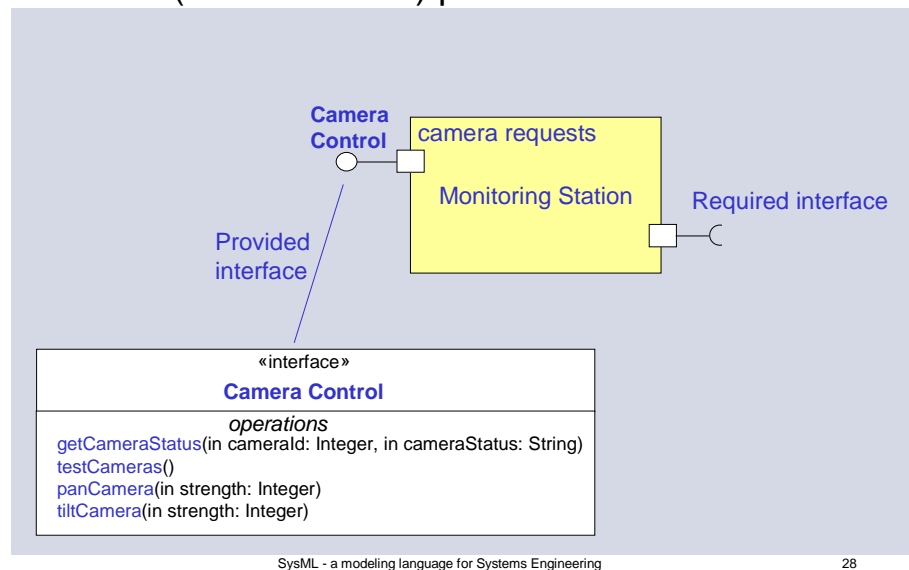 Camera
Control
camera requests
Monitoring Station
Required interface
Provided
interface
«interface»
Camera Control
operations
getCameraStatus(in cameraId: Integer, in cameraStatus: String)
testCameras()
panCamera(in strength: Integer)
tiltCamera(in strength: Integer)
SysML - a modeling language for Systems Engineering
28